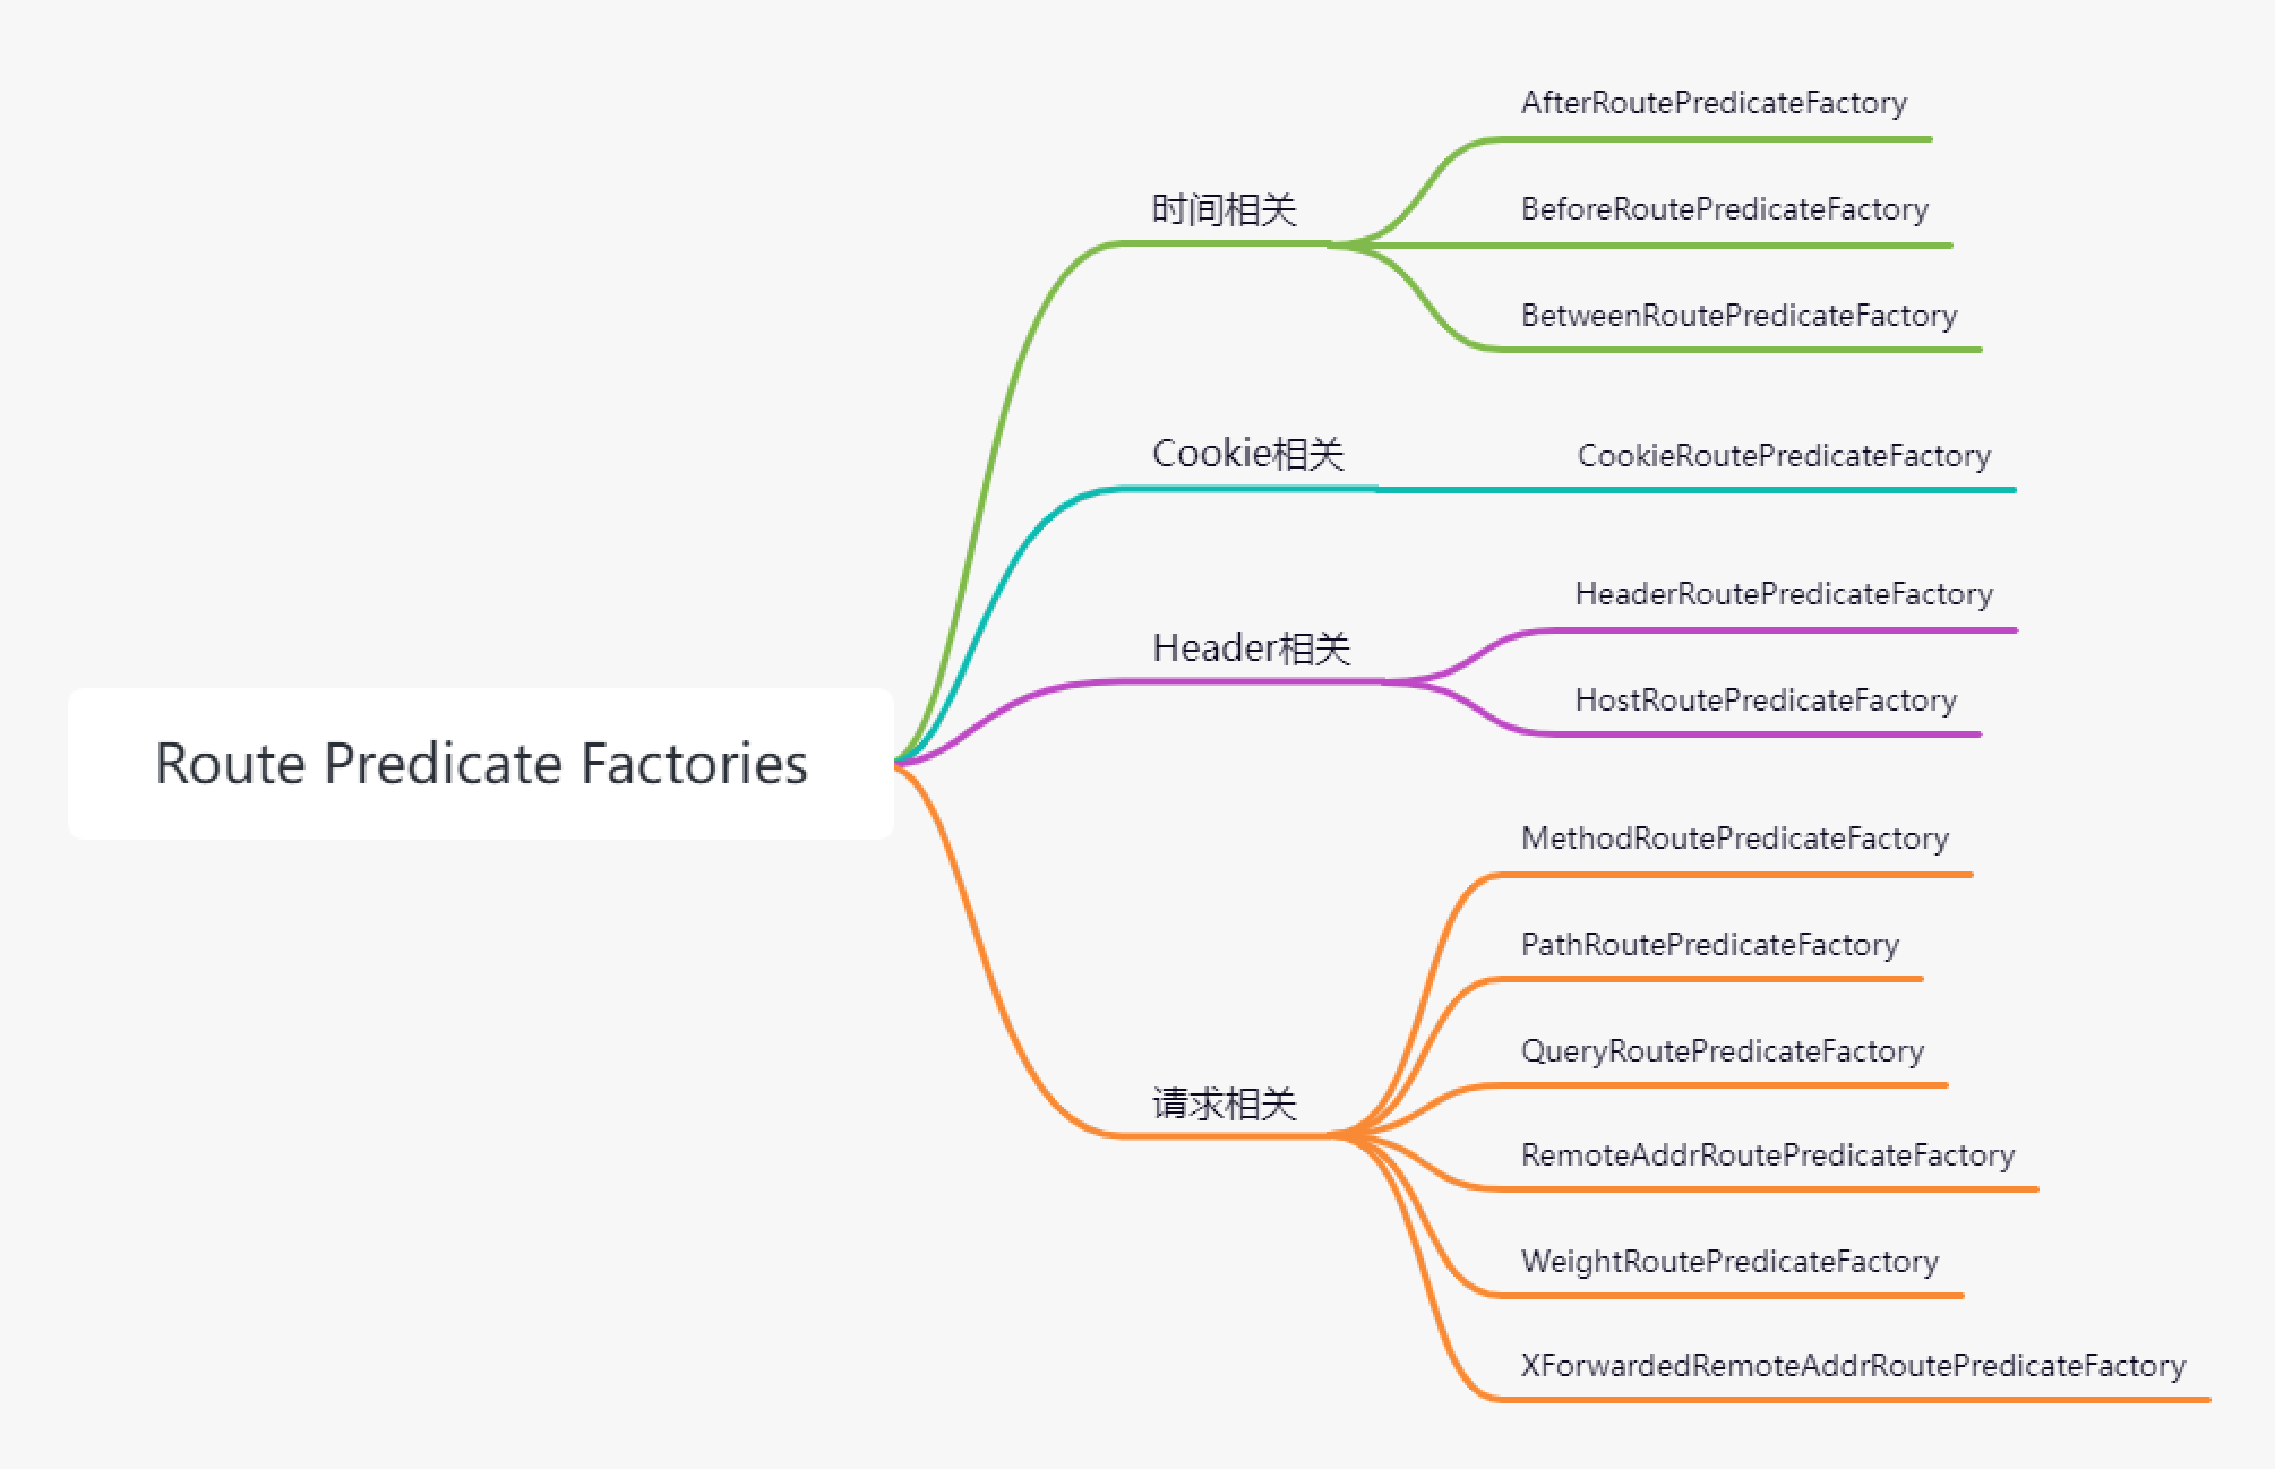 Route Predicate Factories
时间相关
AfterRoutePredicateFactory
BeforeRoutePredicateFactory
BetweenRoutePredicateFactory
Cookie相关
CookieRoutePredicateFactory
Header相关
HeaderRoutePredicateFactory
HostRoutePredicateFactory
请求相关
MethodRoutePredicateFactory
PathRoutePredicateFactory
QueryRoutePredicateFactory
RemoteAddrRoutePredicateFactory
WeightRoutePredicateFactory
XForwardedRemoteAddrRoutePredicateFactory